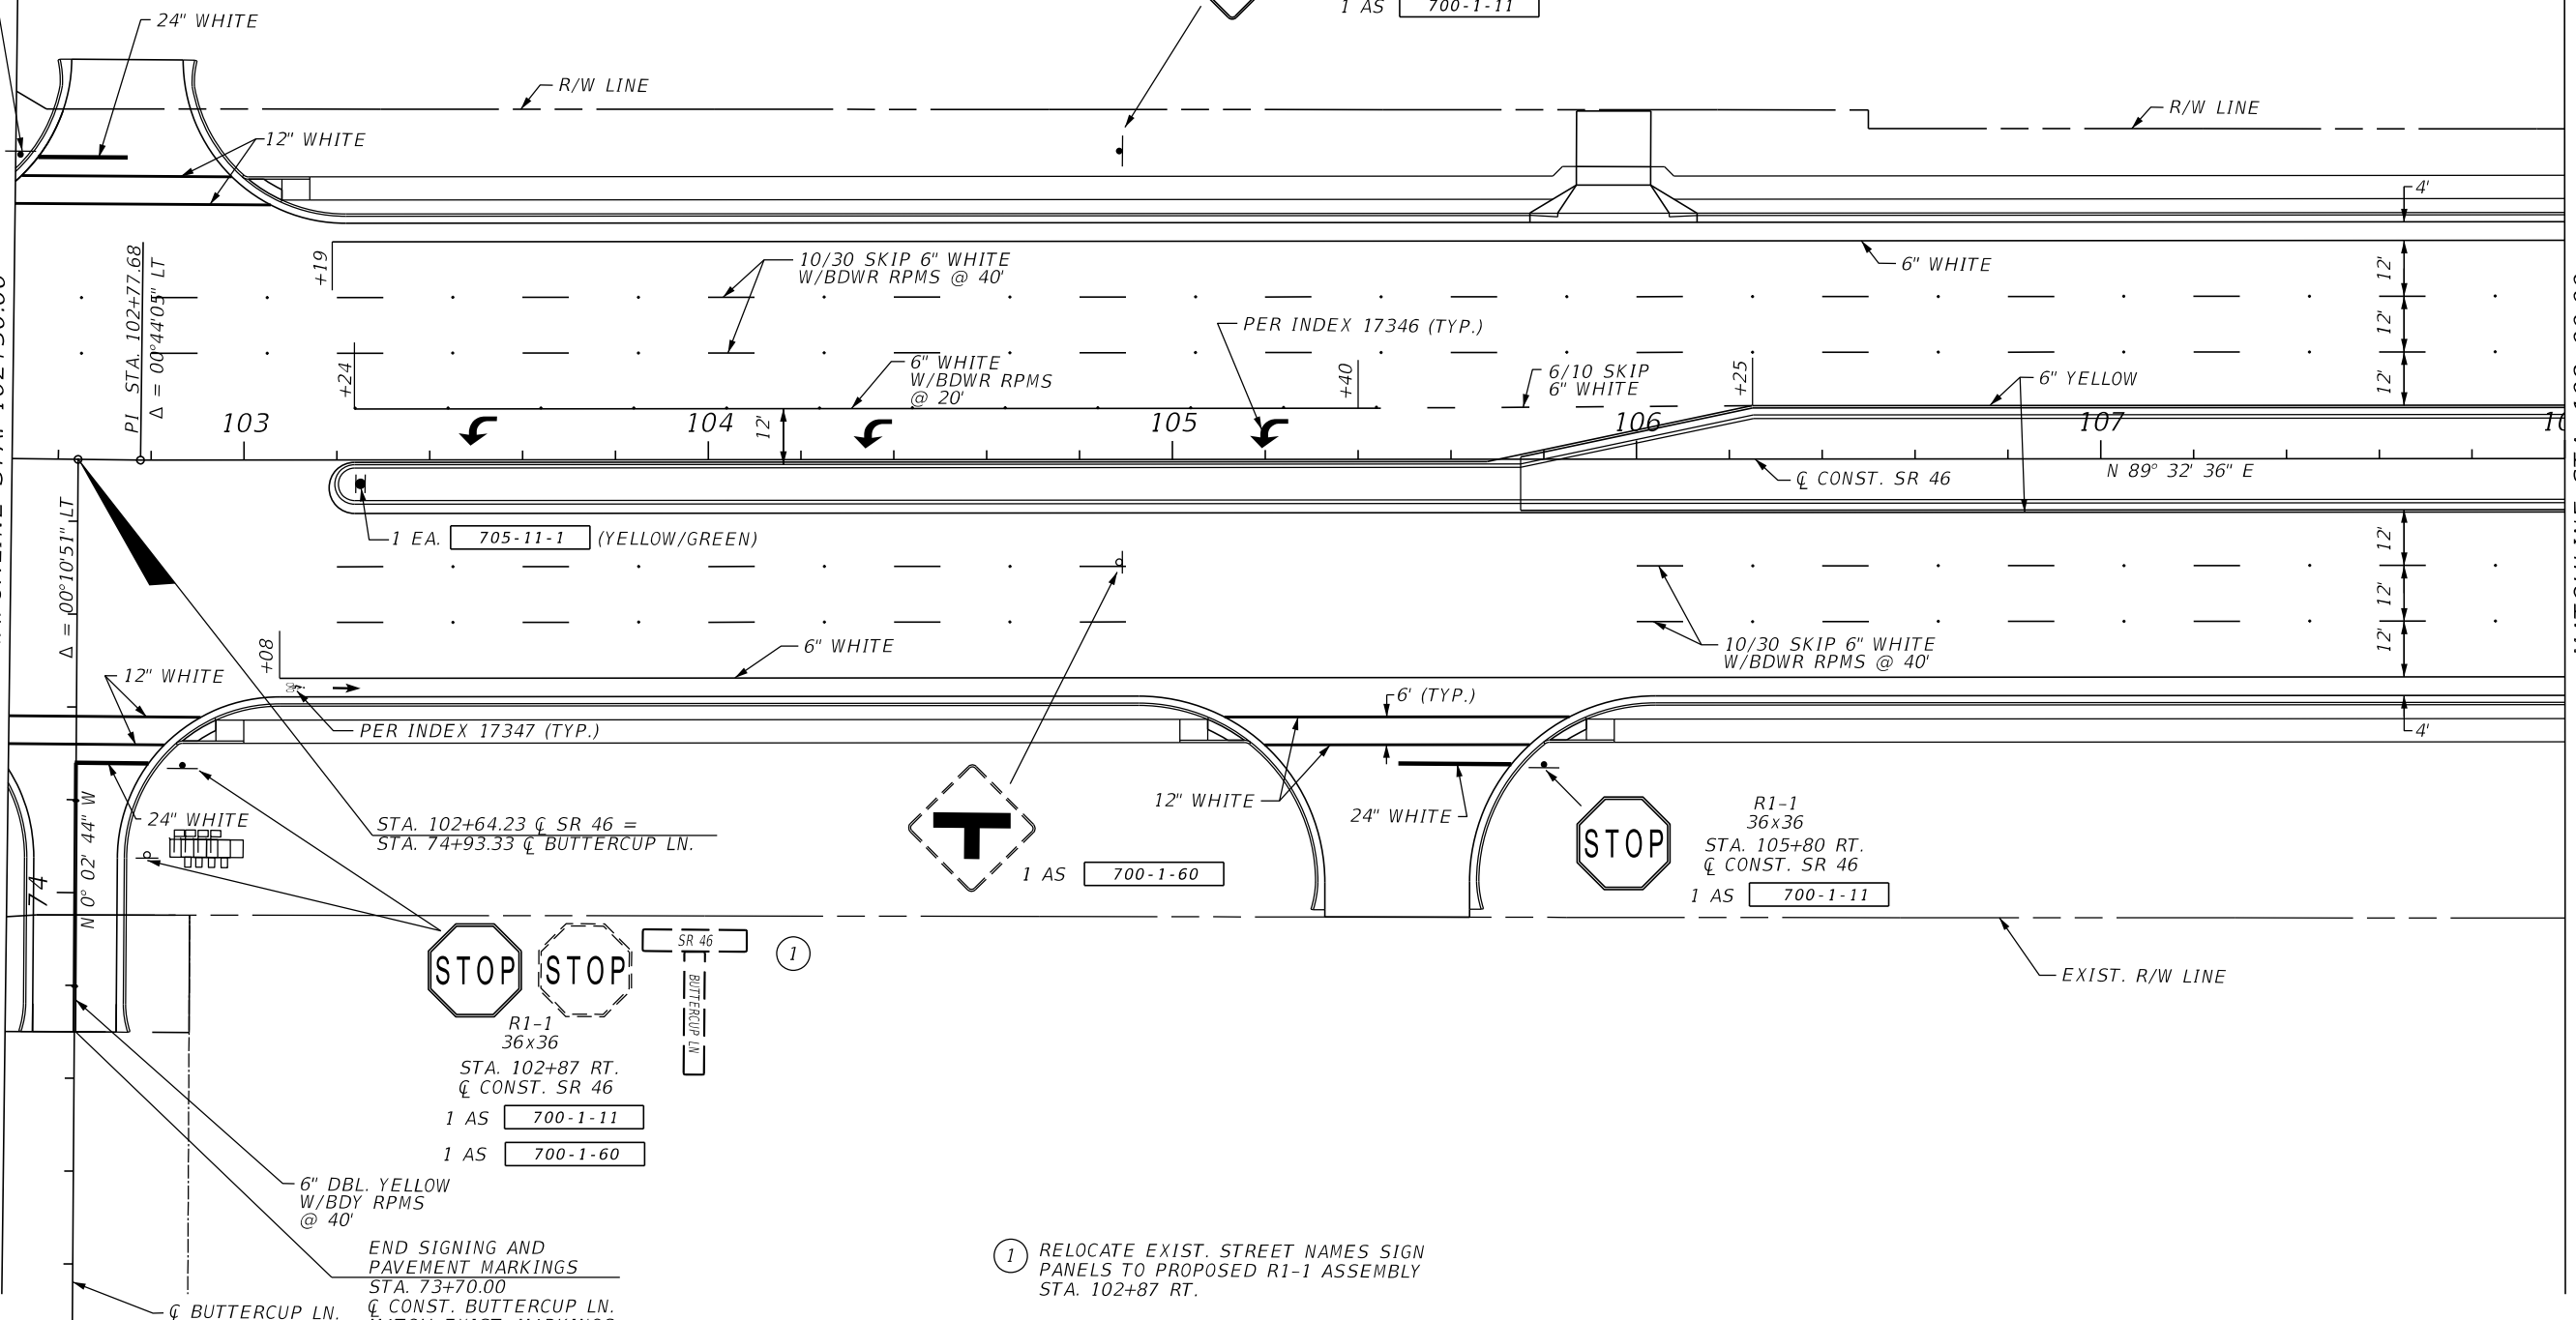 24" WHITE
1 AS 700-1-11
R/W LINE
R/W LINE
12" WHITE
4'
PI STA. 102+77.68
Δ = 00°44'05" LT
+19
10/30 SKIP 6" WHITE
W/BDWR RPMS @ 40'
6" WHITE
12'
12'
12'
PER INDEX 17346 (TYP.)
+24
6" WHITE
W/BDWR RPMS
@ 20'
+40
6/10 SKIP
6" WHITE
+25
6" YELLOW
103
104
12'
105
106
107
℄ CONST. SR 46
N 89° 32' 36" E
1 EA. 705-11-1 (YELLOW/GREEN)
Δ = 00°10'51" LT
12'
12'
12'
+08
6" WHITE
10/30 SKIP 6" WHITE
W/BDWR RPMS @ 40'
12" WHITE
PER INDEX 17347 (TYP.)
6' (TYP.)
4'
24" WHITE
N 0° 02' 44" W
74
STA. 102+64.23 ℄ SR 46 =
STA. 74+93.33 ℄ BUTTERCUP LN.
12" WHITE
24" WHITE
1 AS 700-1-60
STOP
R1-1
36x36
STA. 105+80 RT.
℄ CONST. SR 46
1 AS 700-1-11
STOP
STOP
SR 46
BUTTERCUP LN
1
EXIST. R/W LINE
R1-1
36x36
STA. 102+87 RT.
℄ CONST. SR 46
1 AS 700-1-11
1 AS 700-1-60
6" DBL. YELLOW
W/BDY RPMS
@ 40'
END SIGNING AND
PAVEMENT MARKINGS
STA. 73+70.00
℄ CONST. BUTTERCUP LN.
℄ BUTTERCUP LN.
1 RELOCATE EXIST. STREET NAMES SIGN
PANELS TO PROPOSED R1-1 ASSEMBLY
STA. 102+87 RT.